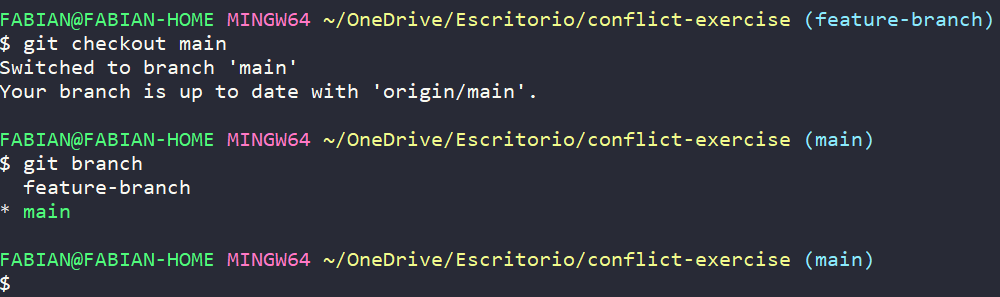 FABIAN@FABIAN-HOME MINGW64 ~/OneDrive/Escritorio/conflict-exercise (feature-branch)
$ git checkout main
Switched to branch 'main'
Your branch is up to date with 'origin/main'.
FABIAN@FABIAN-HOME MINGW64 ~/OneDrive/Escritorio/conflict-exercise (main)
$ git branch
  feature-branch
* main
FABIAN@FABIAN-HOME MINGW64 ~/OneDrive/Escritorio/conflict-exercise (main)
$